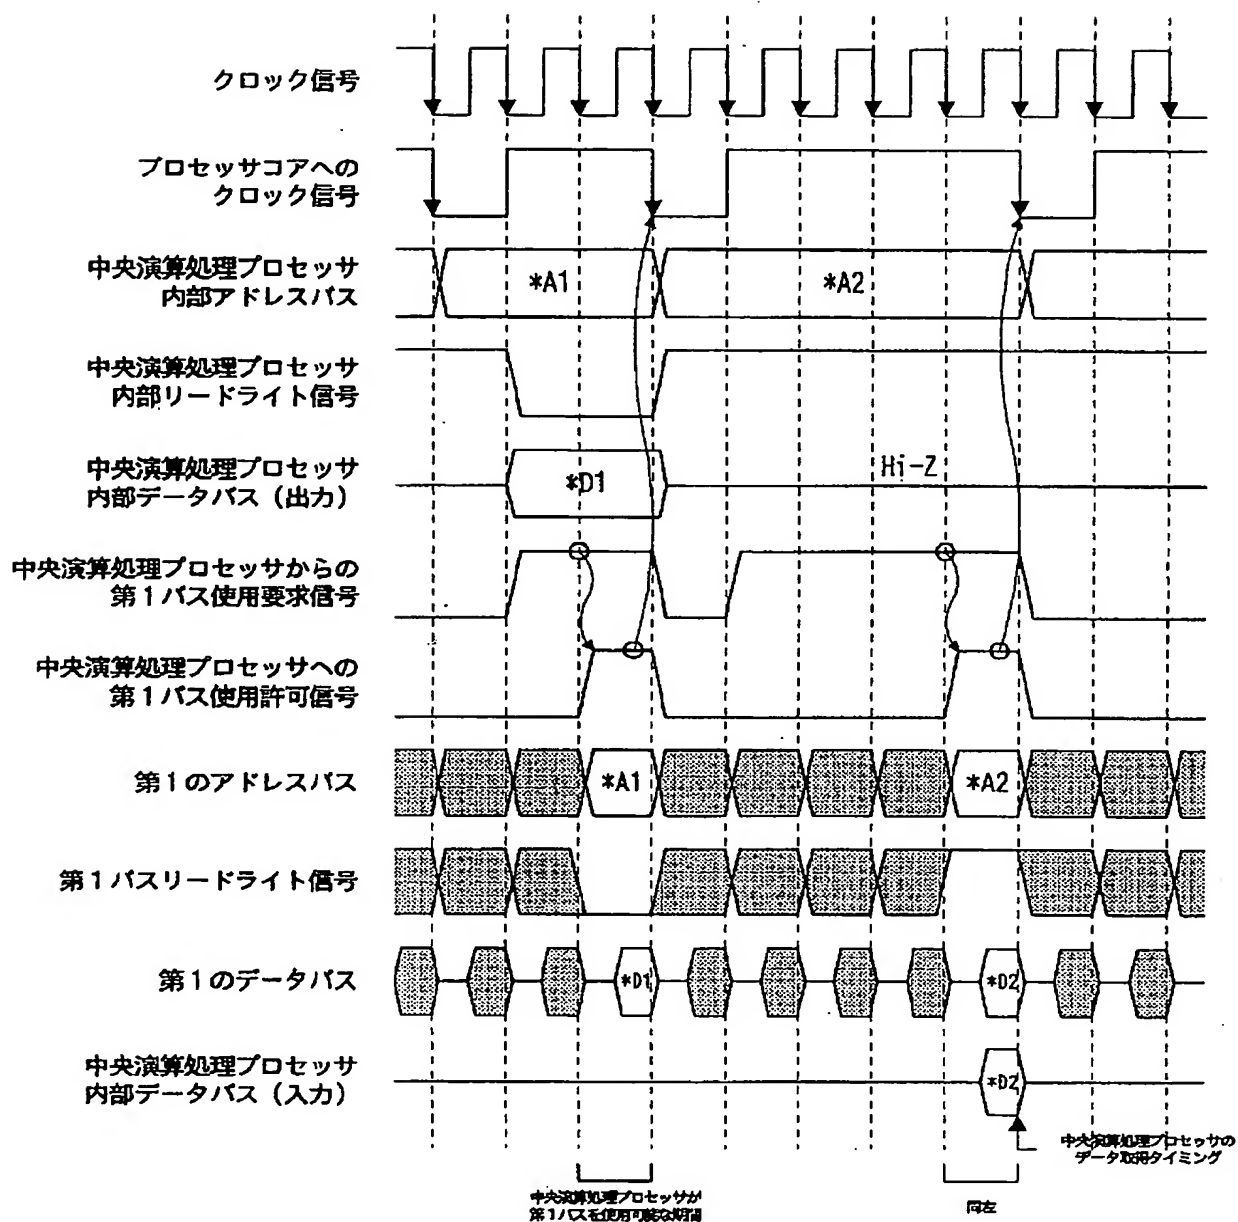 クロック信号
プロセッサコアへの
クロック信号
中央演算処理プロセッサ
内部アドレスバス
*A1
*A2
中央演算処理プロセッサ
内部リードライト信号
中央演算処理プロセッサ
内部データバス（出力）
*D1
Hi-Z
中央演算処理プロセッサからの
第１バス使用要求信号
中央演算処理プロセッサへの
第１バス使用許可信号
第１のアドレスバス
*A1
*A2
第１バスリードライト信号
第１のデータバス
*D1
*D2
中央演算処理プロセッサ
内部データバス（入力）
*D2
中央演算処理プロセッサの
データ取得タイミング
中央演算処理プロセッサが
第１バスを使用可能な期間
同左